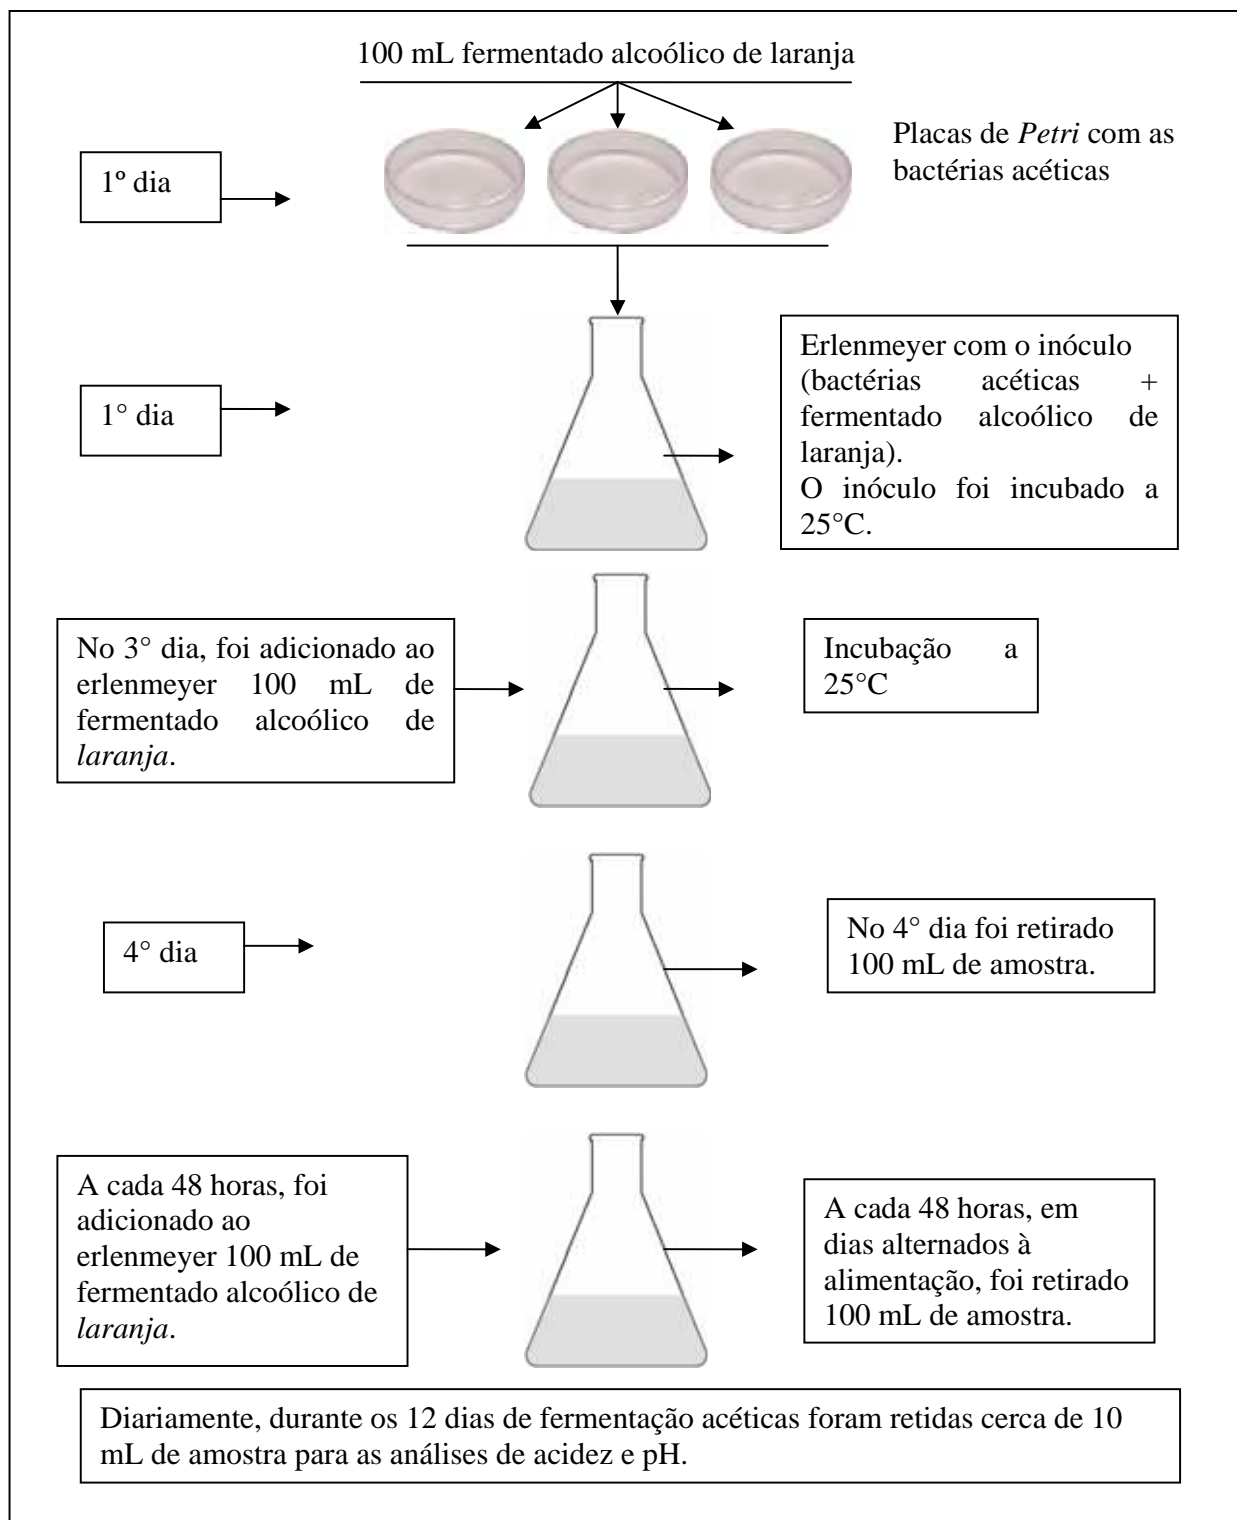 100 mL fermentado alcoólico de laranja
Placas de Petri com as
bactérias acéticas
1º dia
1° dia
Erlenmeyer com o inóculo
(bactérias acéticas +
fermentado alcoólico de
laranja).
O inóculo foi incubado a
25°C.
No 3° dia, foi adicionado ao
erlenmeyer 100 mL de
fermentado alcoólico de
laranja.
Incubação a
25°C
4° dia
No 4° dia foi retirado
100 mL de amostra.
A cada 48 horas, foi
adicionado ao
erlenmeyer 100 mL de
fermentado alcoólico de
laranja.
A cada 48 horas, em
dias alternados à
alimentação, foi retirado
100 mL de amostra.
Diariamente, durante os 12 dias de fermentação acéticas foram retidas cerca de 10
mL de amostra para as análises de acidez e pH.